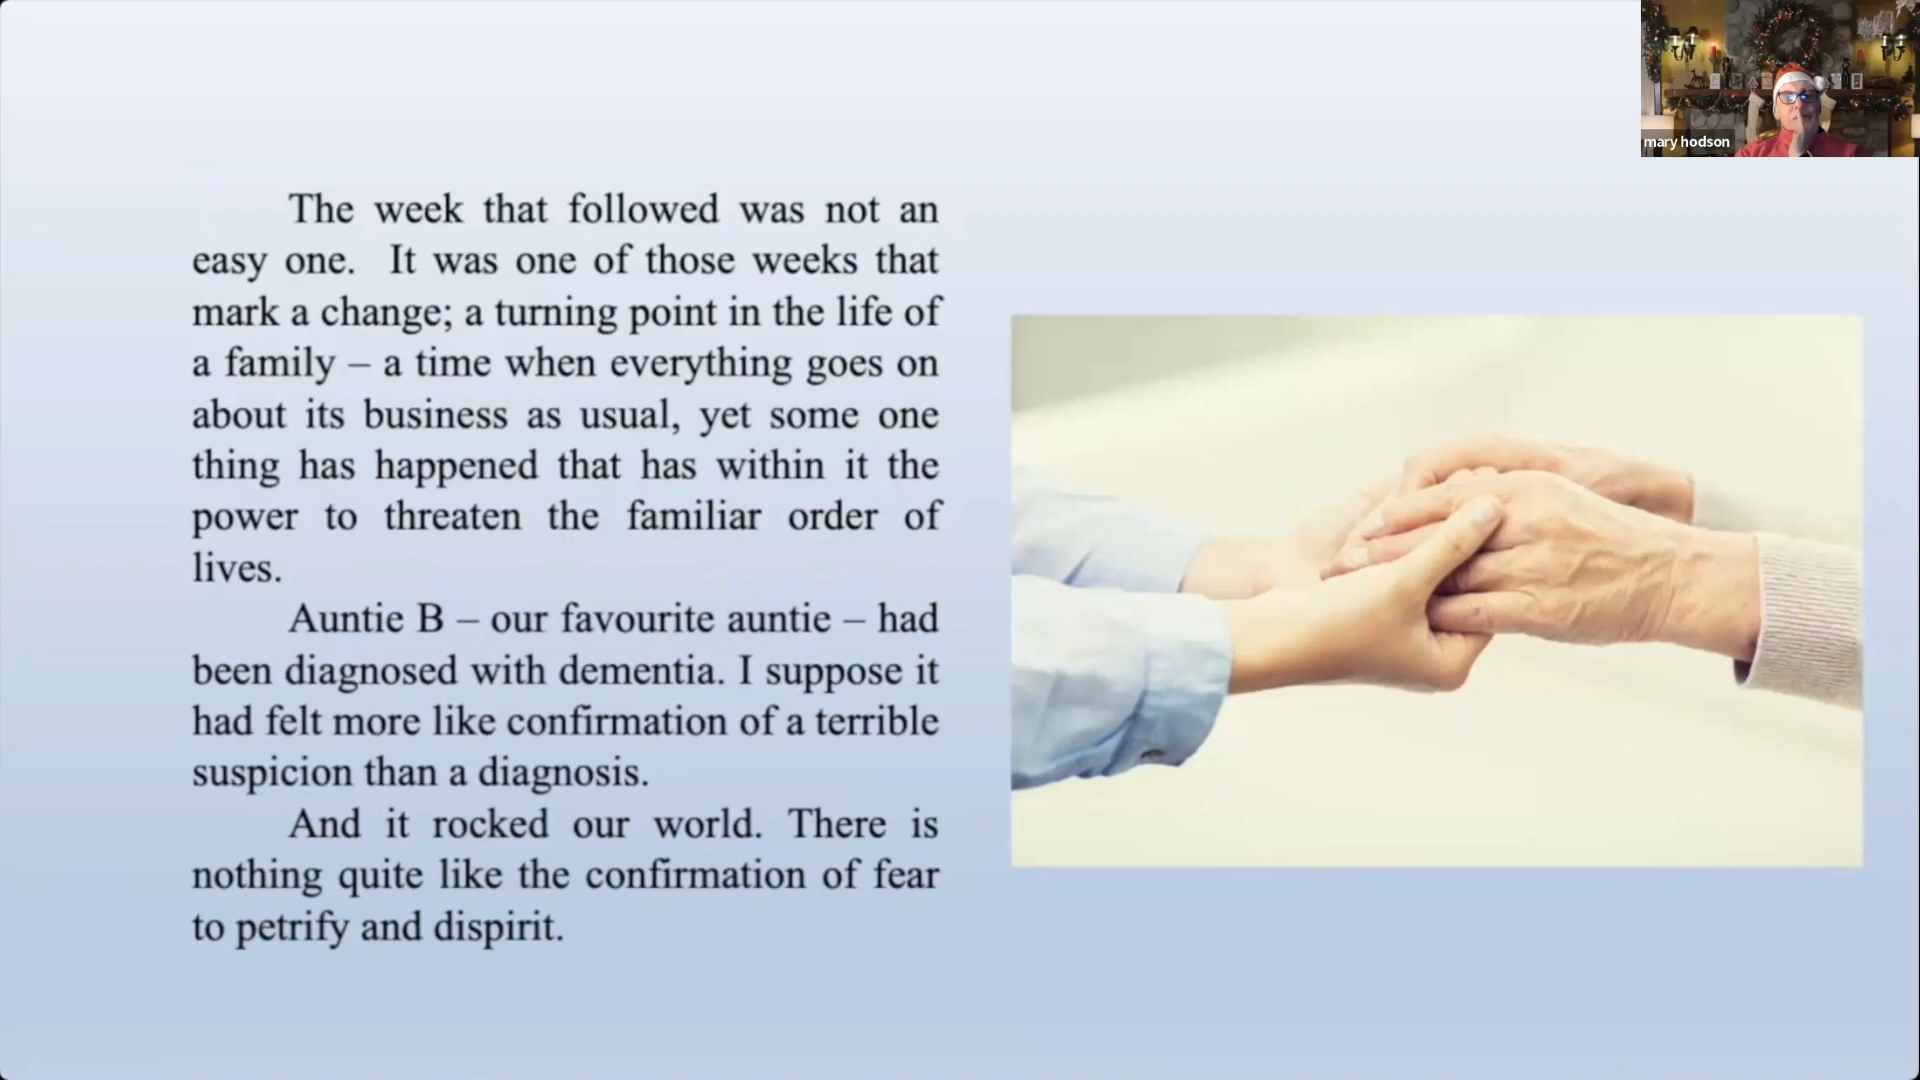 The week that followed was not an
easy one. It was one of those weeks that
mark a change; a turning point in the life of
a family – a time when everything goes on
about its business as usual, yet some one
thing has happened that has within it the
power to threaten the familiar order of
lives.
Auntie B – our favourite auntie – had
been diagnosed with dementia. I suppose it
had felt more like confirmation of a terrible
suspicion than a diagnosis.
And it rocked our world. There is
nothing quite like the confirmation of fear
to petrify and dispirit.
mary hodson